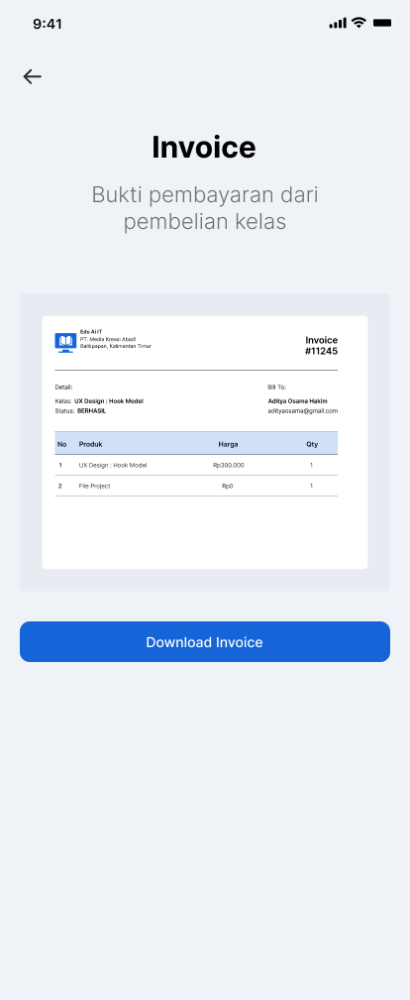 9:41
Invoice
Bukti pembayaran dari
pembelian kelas
Edu Ai IT
PT. Media Kreasi Abadi
Balikpapan, Kalimantan Timur
Invoice
#11245
Detail:
Kelas: UX Design : Hook Model
Status: BERHASIL
Bill To:
Aditya Osama Hakim
adityaosama@gmail.com
No Produk Harga Qty
1 UX Design : Hook Model Rp300.000 1
2 File Project Rp0 1
Download Invoice